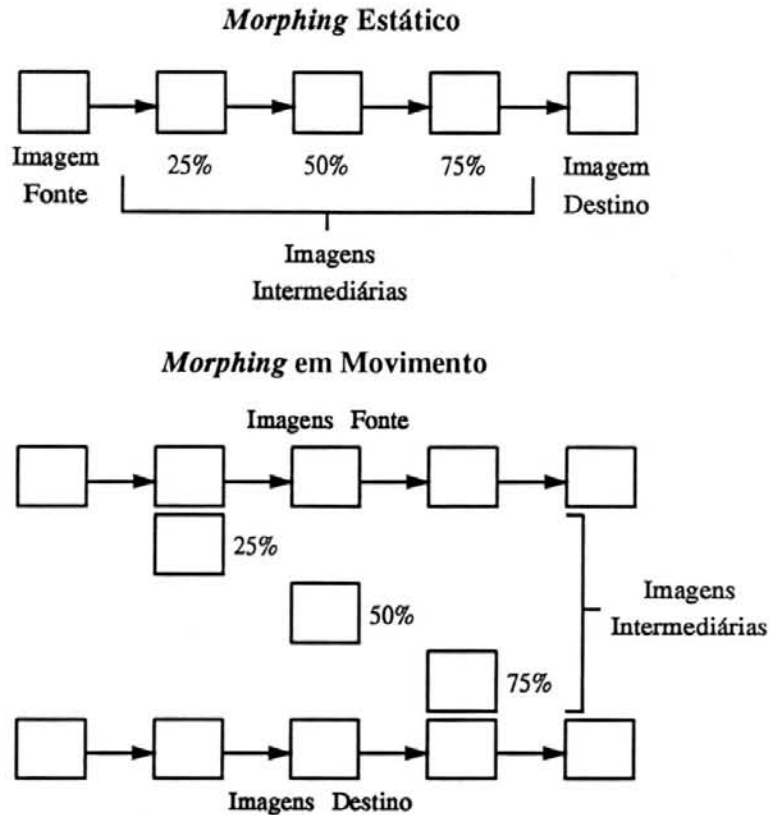 Morphing Estático
Imagem
Fonte
25%
50%
75%
Imagem
Destino
Imagens
Intermediárias
Morphing em Movimento
Imagens Fonte
25%
50%
75%
Imagens
Intermediárias
Imagens Destino